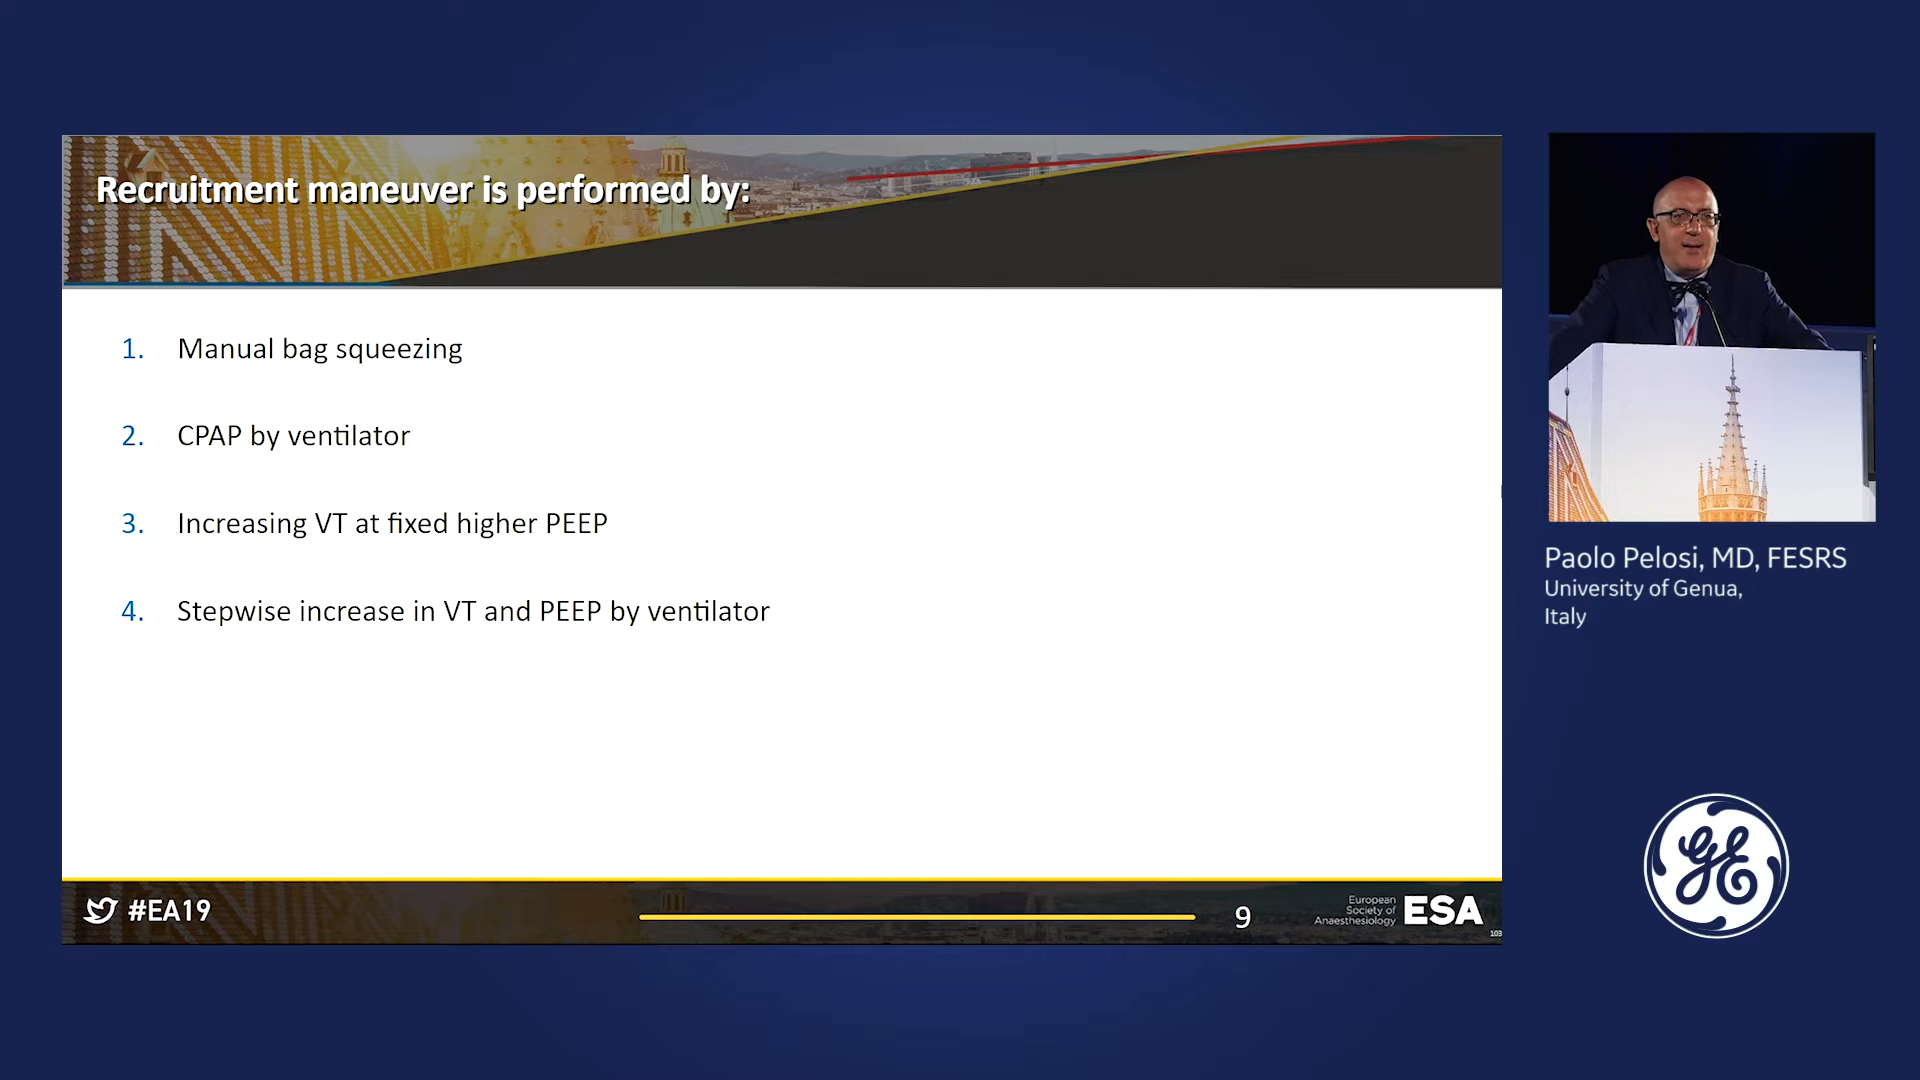 Recruitment maneuver is performed by:
1. Manual bag squeezing
2. CPAP by ventilator
3. Increasing VT at fixed higher PEEP
4. Stepwise increase in VT and PEEP by ventilator
#EA19
9
European
Society of
Anaesthesiology
ESA
103
Paolo Pelosi, MD, FESRS
University of Genua,
Italy
GE